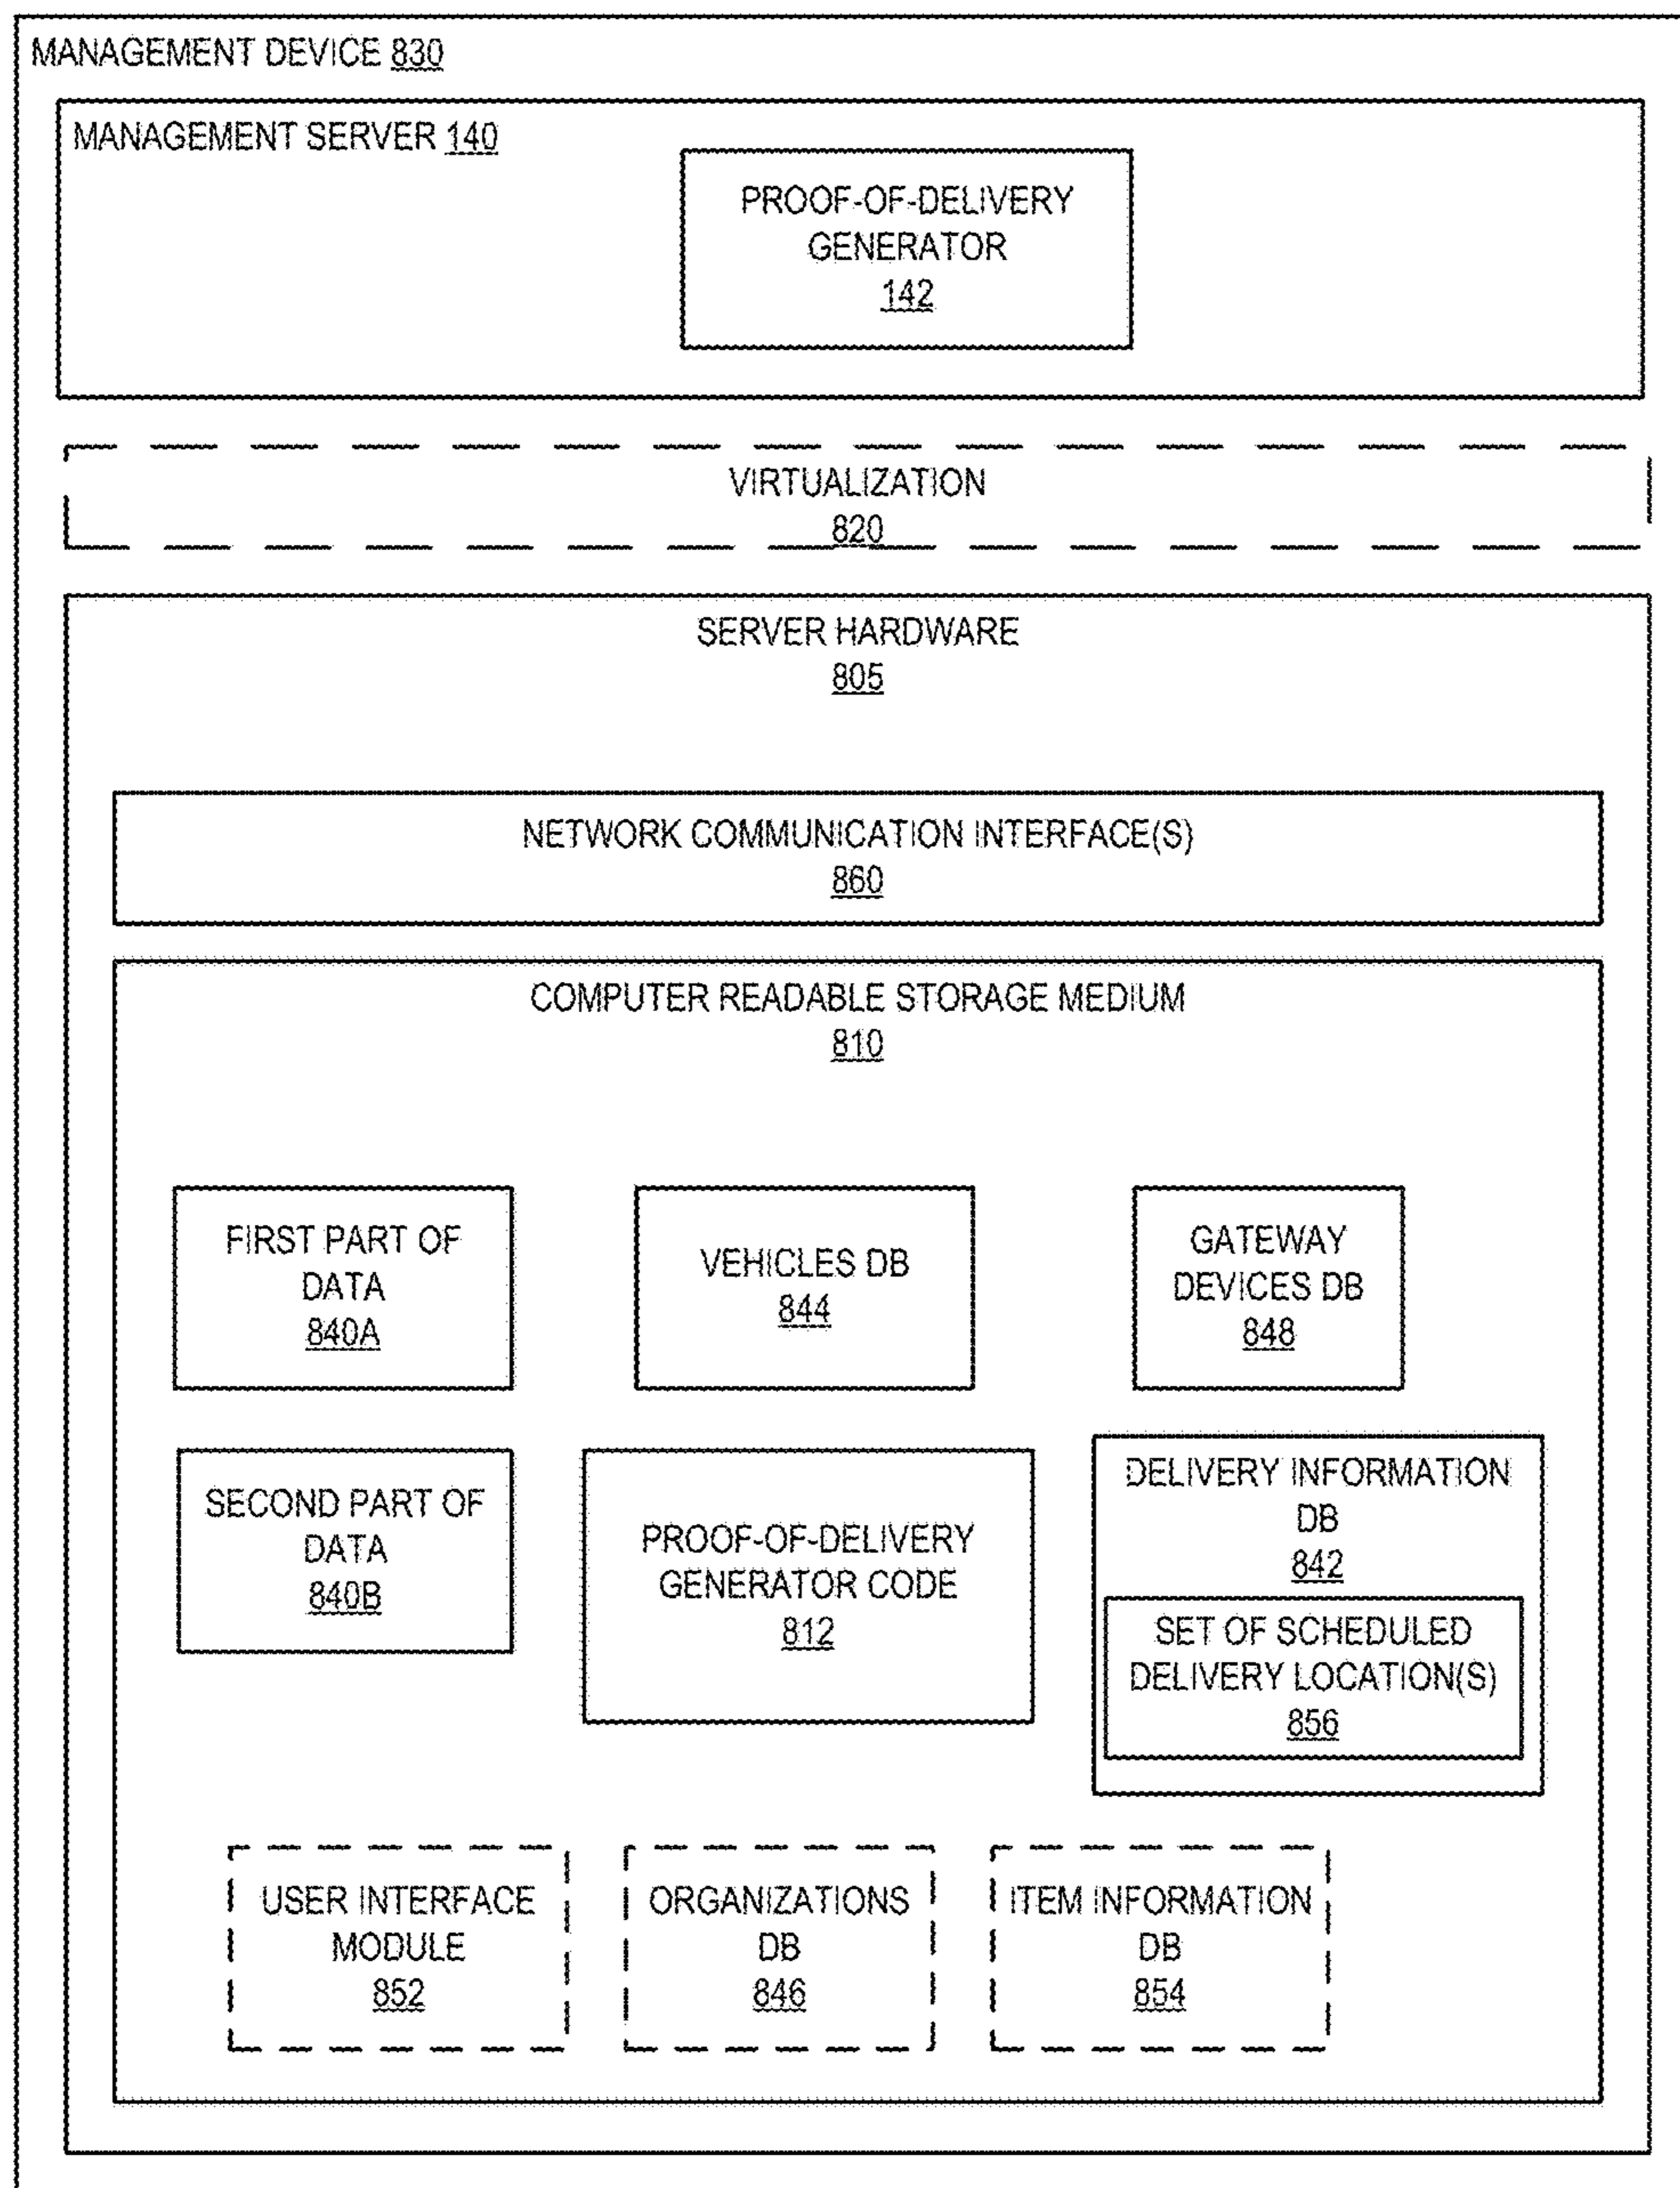 MANAGEMENT DEVICE 830
MANAGEMENT SERVER 140
PROOF-OF-DELIVERY
GENERATOR
142
VIRTUALIZATION
820
SERVER HARDWARE
805
NETWORK COMMUNICATION INTERFACE(S)
860
COMPUTER READABLE STORAGE MEDIUM
810
FIRST PART OF
DATA
840A
VEHICLES DB
844
GATEWAY
DEVICES DB
848
SECOND PART OF
DATA
840B
PROOF-OF-DELIVERY
GENERATOR CODE
812
DELIVERY INFORMATION
DB
842
SET OF SCHEDULED
DELIVERY LOCATION(S)
856
USER INTERFACE
MODULE
852
ORGANIZATIONS
DB
846
ITEM INFORMATION
DB
854